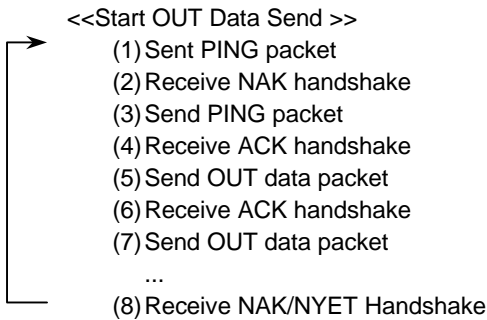 <<Start OUT Data Send >>
(1) Sent PING packet
(2) Receive NAK handshake
(3) Send PING packet
(4) Receive ACK handshake
(5) Send OUT data packet
(6) Receive ACK handshake
(7) Send OUT data packet
...
(8) Receive NAK/NYET Handshake